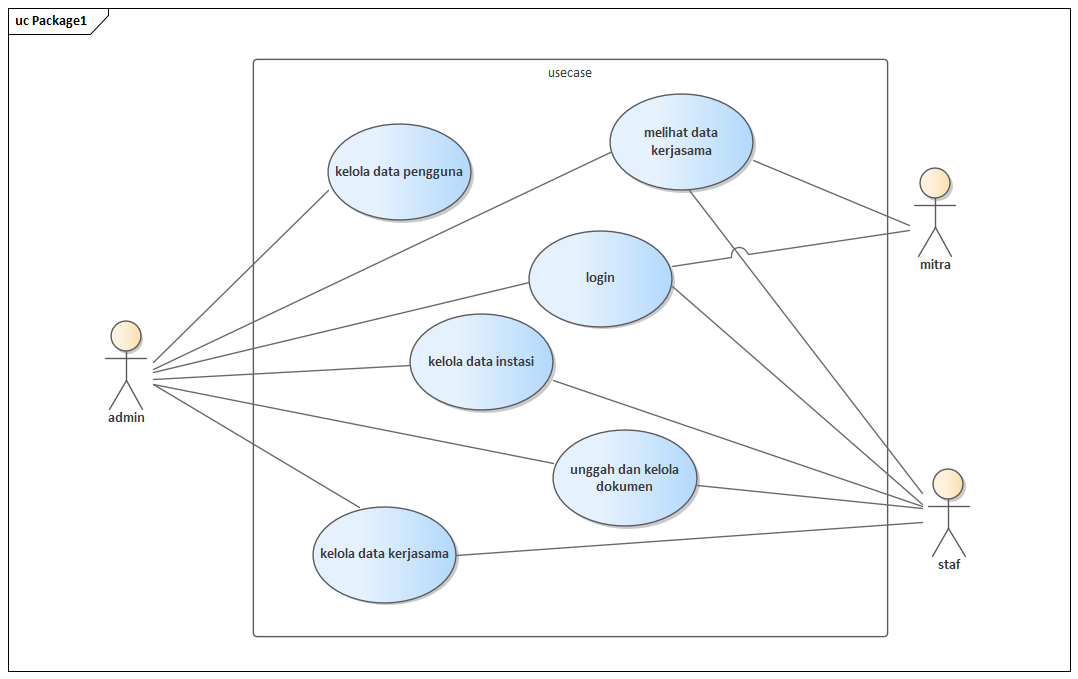 uc Package1
usecase
melihat data
kerjasama
kelola data pengguna
mitra
login
admin
kelola data instasi
unggah dan kelola
dokumen
staf
kelola data kerjasama